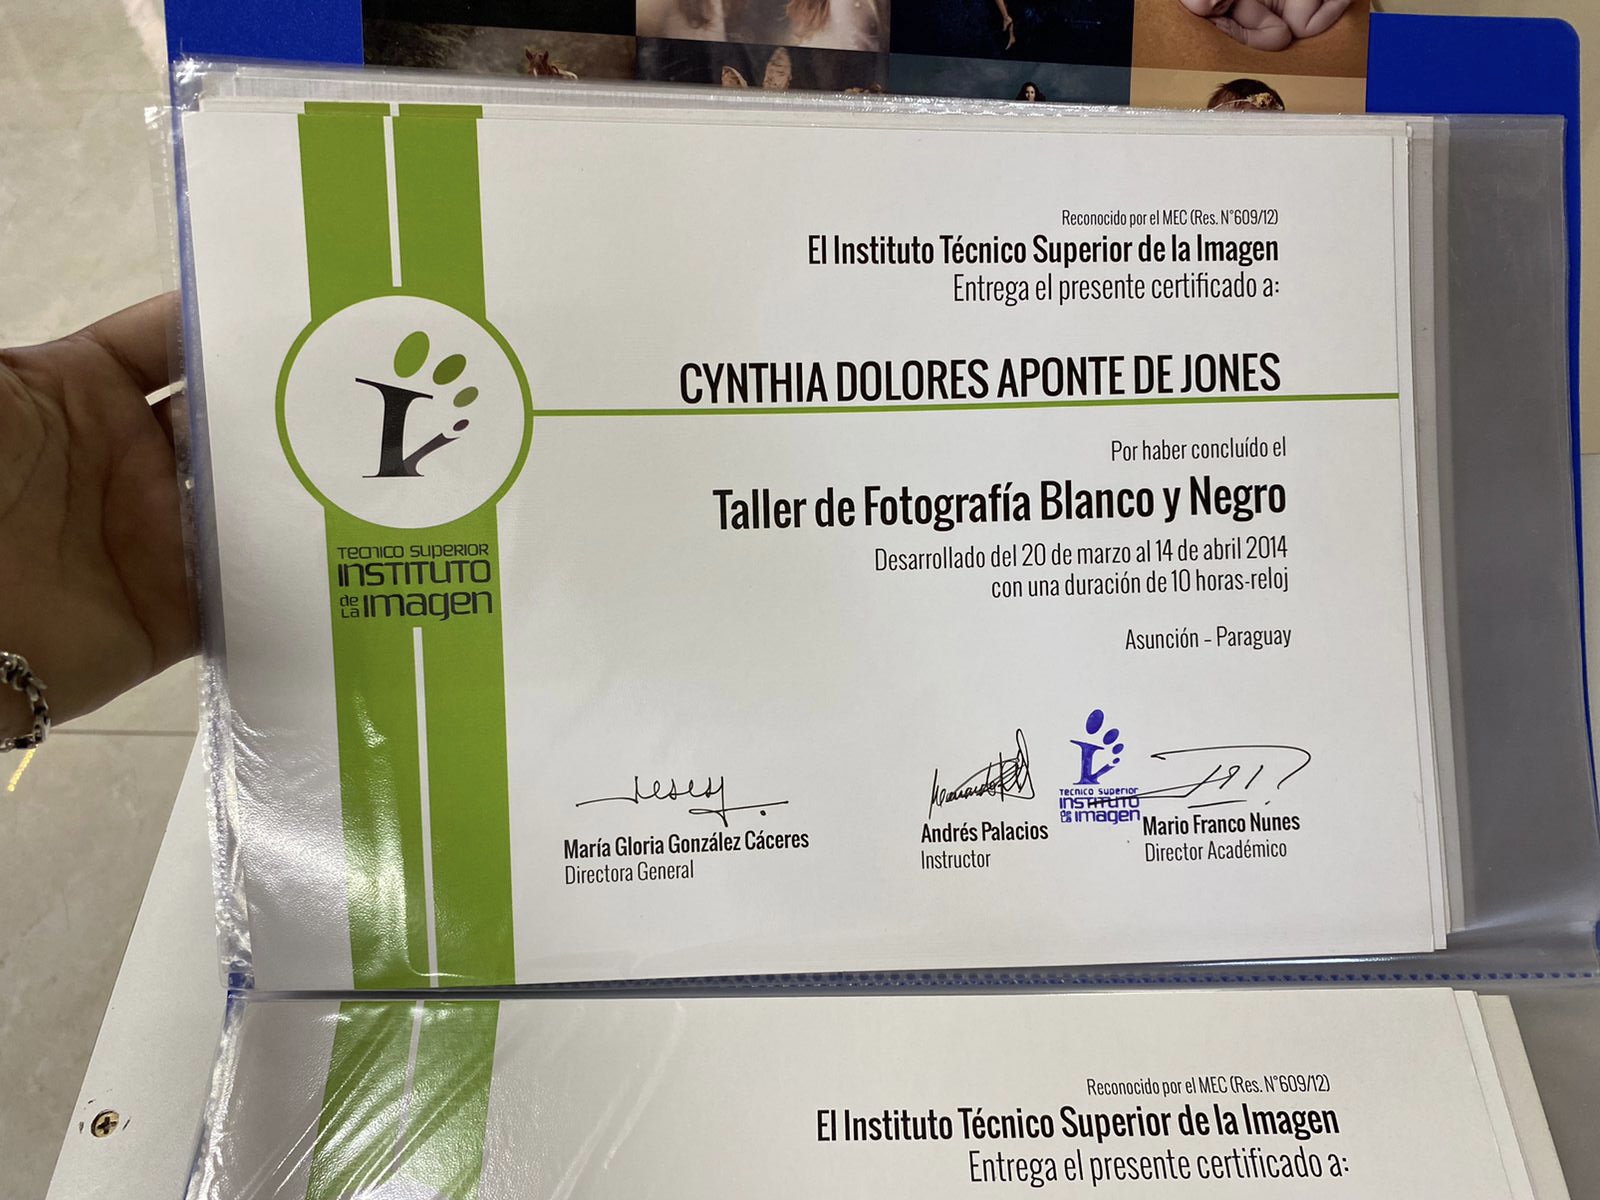 Reconocido por el MEC (Res. N°609/12)
El Instituto Técnico Superior de la Imagen
Entrega el presente certificado a:
CYNTHIA DOLORES APONTE DE JONES
Por haber concluído el
Taller de Fotografía Blanco y Negro
Desarrollado del 20 de marzo al 14 de abril 2014
con una duración de 10 horas-reloj
Asunción - Paraguay
TECNICO SUPERIOR
INSTITUTO
de LA Imagen
TECNICO SUPERIOR
INSTITUTO
de LA Imagen
María Gloria González Cáceres
Directora General
Andrés Palacios
Instructor
Mario Franco Nunes
Director Académico
Reconocido por el MEC (Res. N°609/12)
El Instituto Técnico Superior de la Imagen
Entrega el presente certificado a: